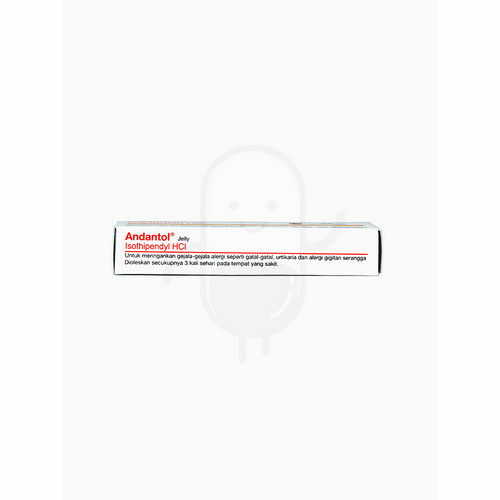 Andantol® Jelly
Isothipendyl HCl
Untuk meringankan gejala-gejala alergi seperti gatal-gatal, urtikaria dan alergi gigitan serangga
Dioleskan secukupnya 3 kali sehari pada tempat yang sakit.